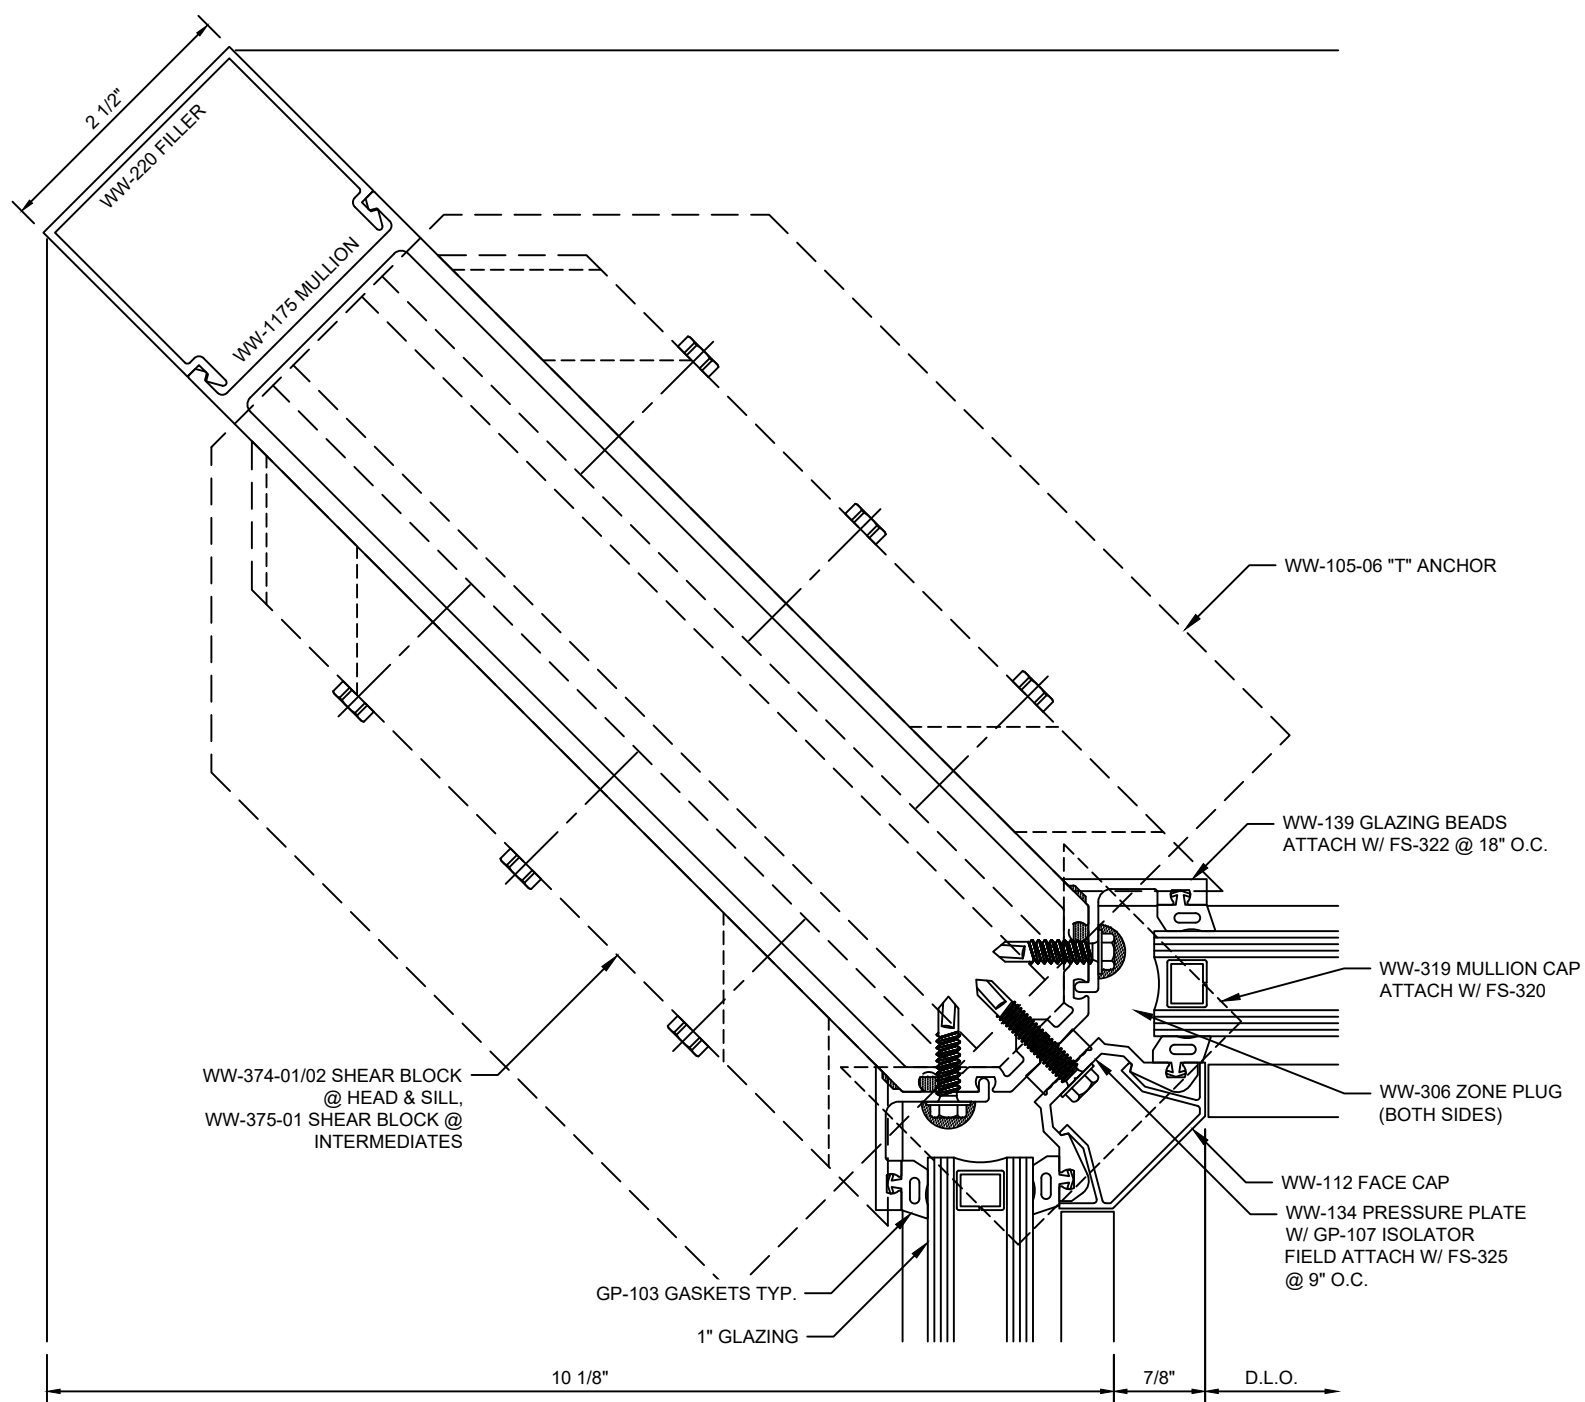 2 1/2"
WW-220 FILLER
WW-1175 MULLION
WW-105-06 "T" ANCHOR
WW-139 GLAZING BEADS
ATTACH W/ FS-322 @ 18" O.C.
WW-319 MULLION CAP
ATTACH W/ FS-320
WW-306 ZONE PLUG
(BOTH SIDES)
WW-112 FACE CAP
WW-134 PRESSURE PLATE
W/ GP-107 ISOLATOR
FIELD ATTACH W/ FS-325
@ 9" O.C.
WW-374-01/02 SHEAR BLOCK
@ HEAD & SILL,
WW-375-01 SHEAR BLOCK @
INTERMEDIATES
GP-103 GASKETS TYP.
1" GLAZING
10 1/8"
7/8"
D.L.O.